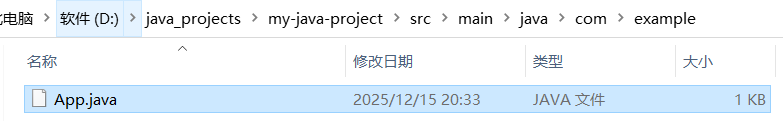 电脑 软件 (D:) java_projects my-java-project src main java com example
名称 修改日期 类型 大小
App.java 2025/12/15 20:33 JAVA 文件 1 KB